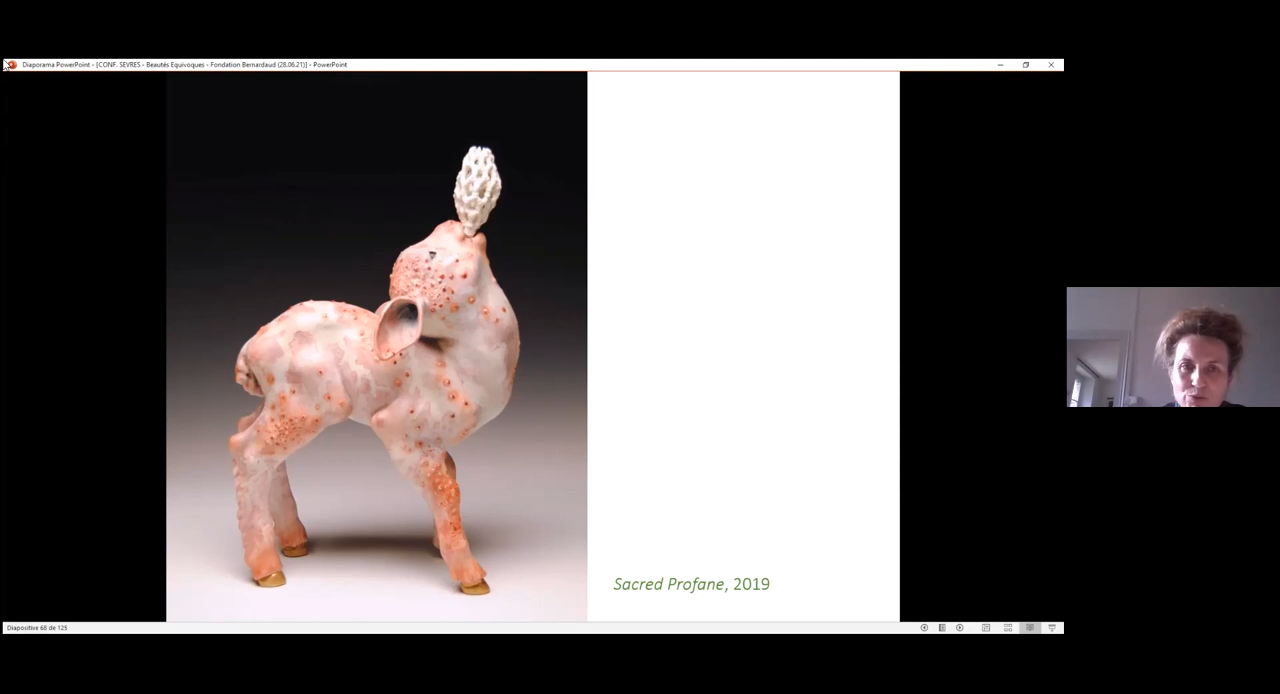 Diaporama PowerPoint - [CONF. SEVRES - Beautés Equivoques - Fondation Bernardaud (28.06.21)] - PowerPoint
Sacred Profane, 2019
Diapositive 68 de 125